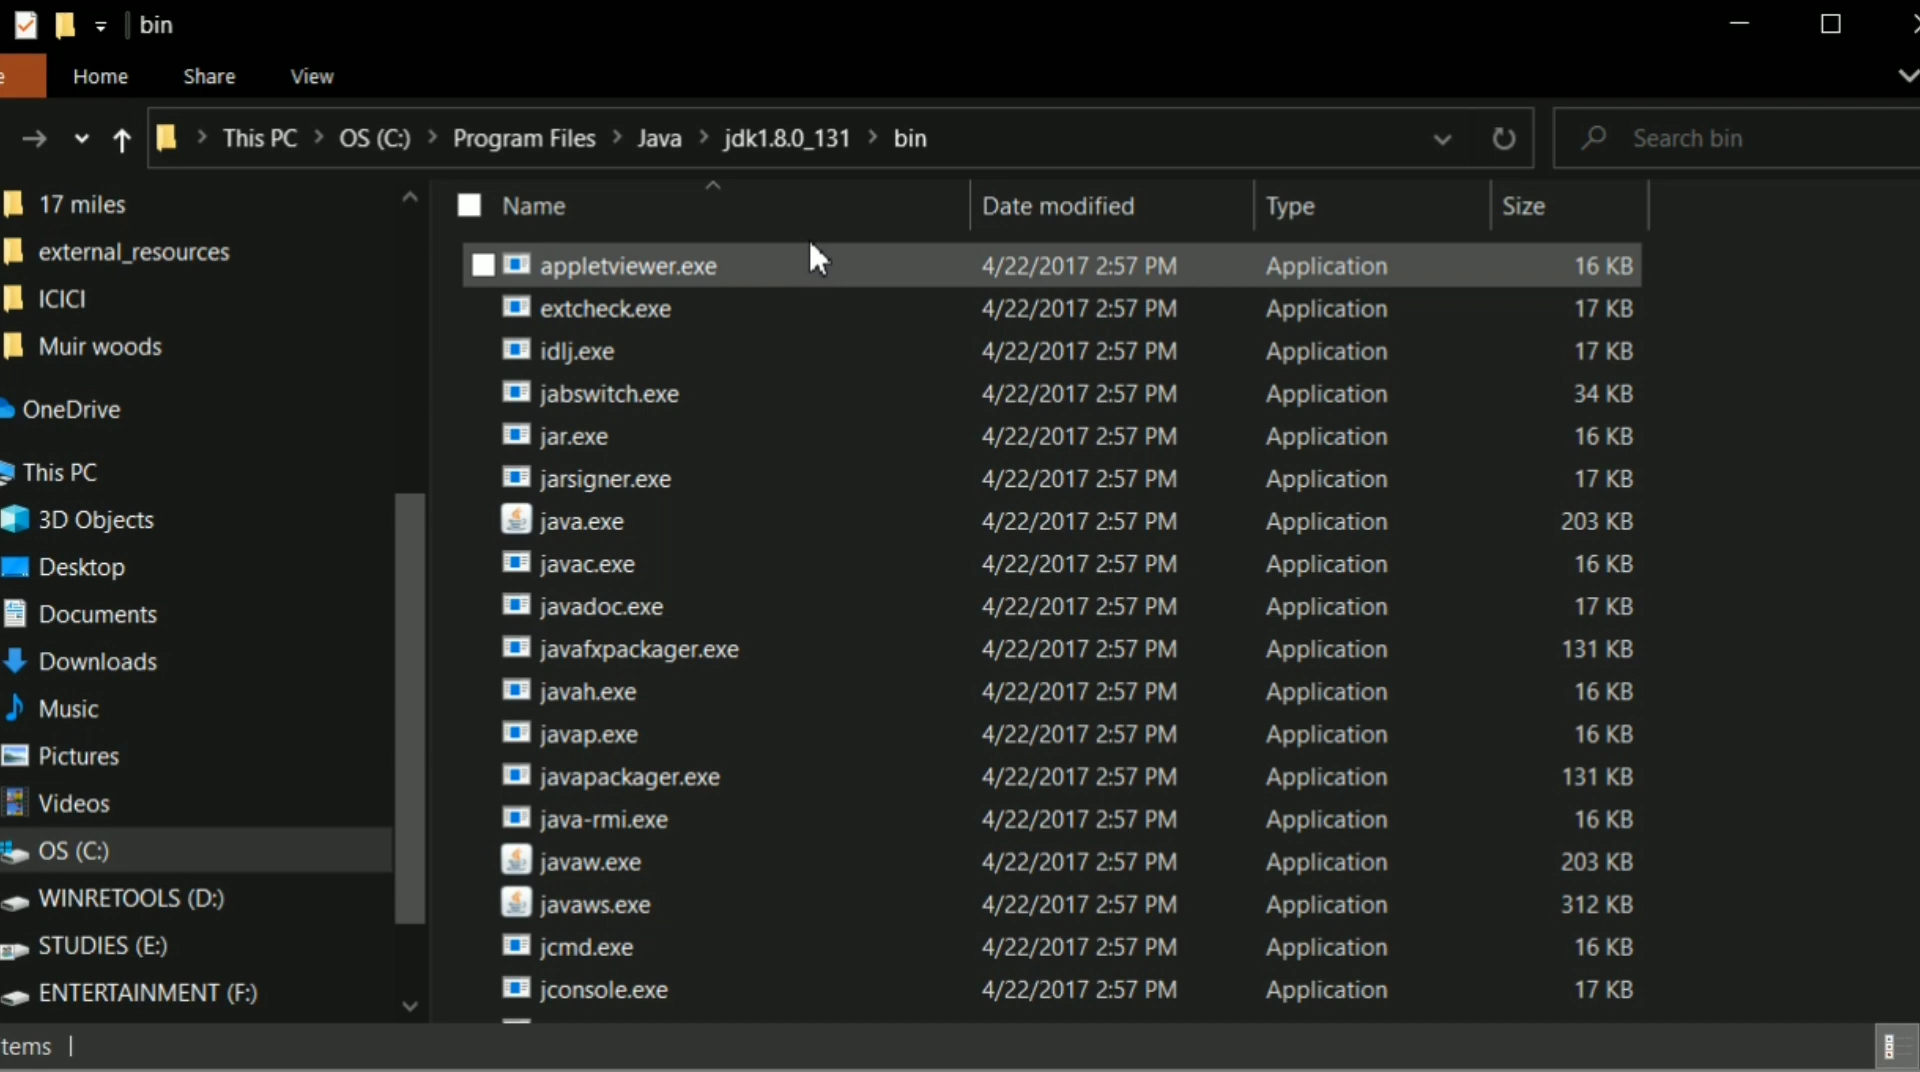 bin
e
Home Share View
This PC OS (C:) Program Files Java jdk1.8.0_131 bin
Search bin
17 miles
external_resources
ICICI
Muir woods
OneDrive
This PC
3D Objects
Desktop
Documents
Downloads
Music
Pictures
Videos
OS (C:)
WINRETOOLS (D:)
STUDIES (E:)
ENTERTAINMENT (F:)
Name Date modified Type Size
appletviewer.exe 4/22/2017 2:57 PM Application 16 KB
extcheck.exe 4/22/2017 2:57 PM Application 17 KB
idlj.exe 4/22/2017 2:57 PM Application 17 KB
jabswitch.exe 4/22/2017 2:57 PM Application 34 KB
jar.exe 4/22/2017 2:57 PM Application 16 KB
jarsigner.exe 4/22/2017 2:57 PM Application 17 KB
java.exe 4/22/2017 2:57 PM Application 203 KB
javac.exe 4/22/2017 2:57 PM Application 16 KB
javadoc.exe 4/22/2017 2:57 PM Application 17 KB
javafxpackager.exe 4/22/2017 2:57 PM Application 131 KB
javah.exe 4/22/2017 2:57 PM Application 16 KB
javap.exe 4/22/2017 2:57 PM Application 16 KB
javapackager.exe 4/22/2017 2:57 PM Application 131 KB
java-rmi.exe 4/22/2017 2:57 PM Application 16 KB
javaw.exe 4/22/2017 2:57 PM Application 203 KB
javaws.exe 4/22/2017 2:57 PM Application 312 KB
jcmd.exe 4/22/2017 2:57 PM Application 16 KB
jconsole.exe 4/22/2017 2:57 PM Application 17 KB
tems